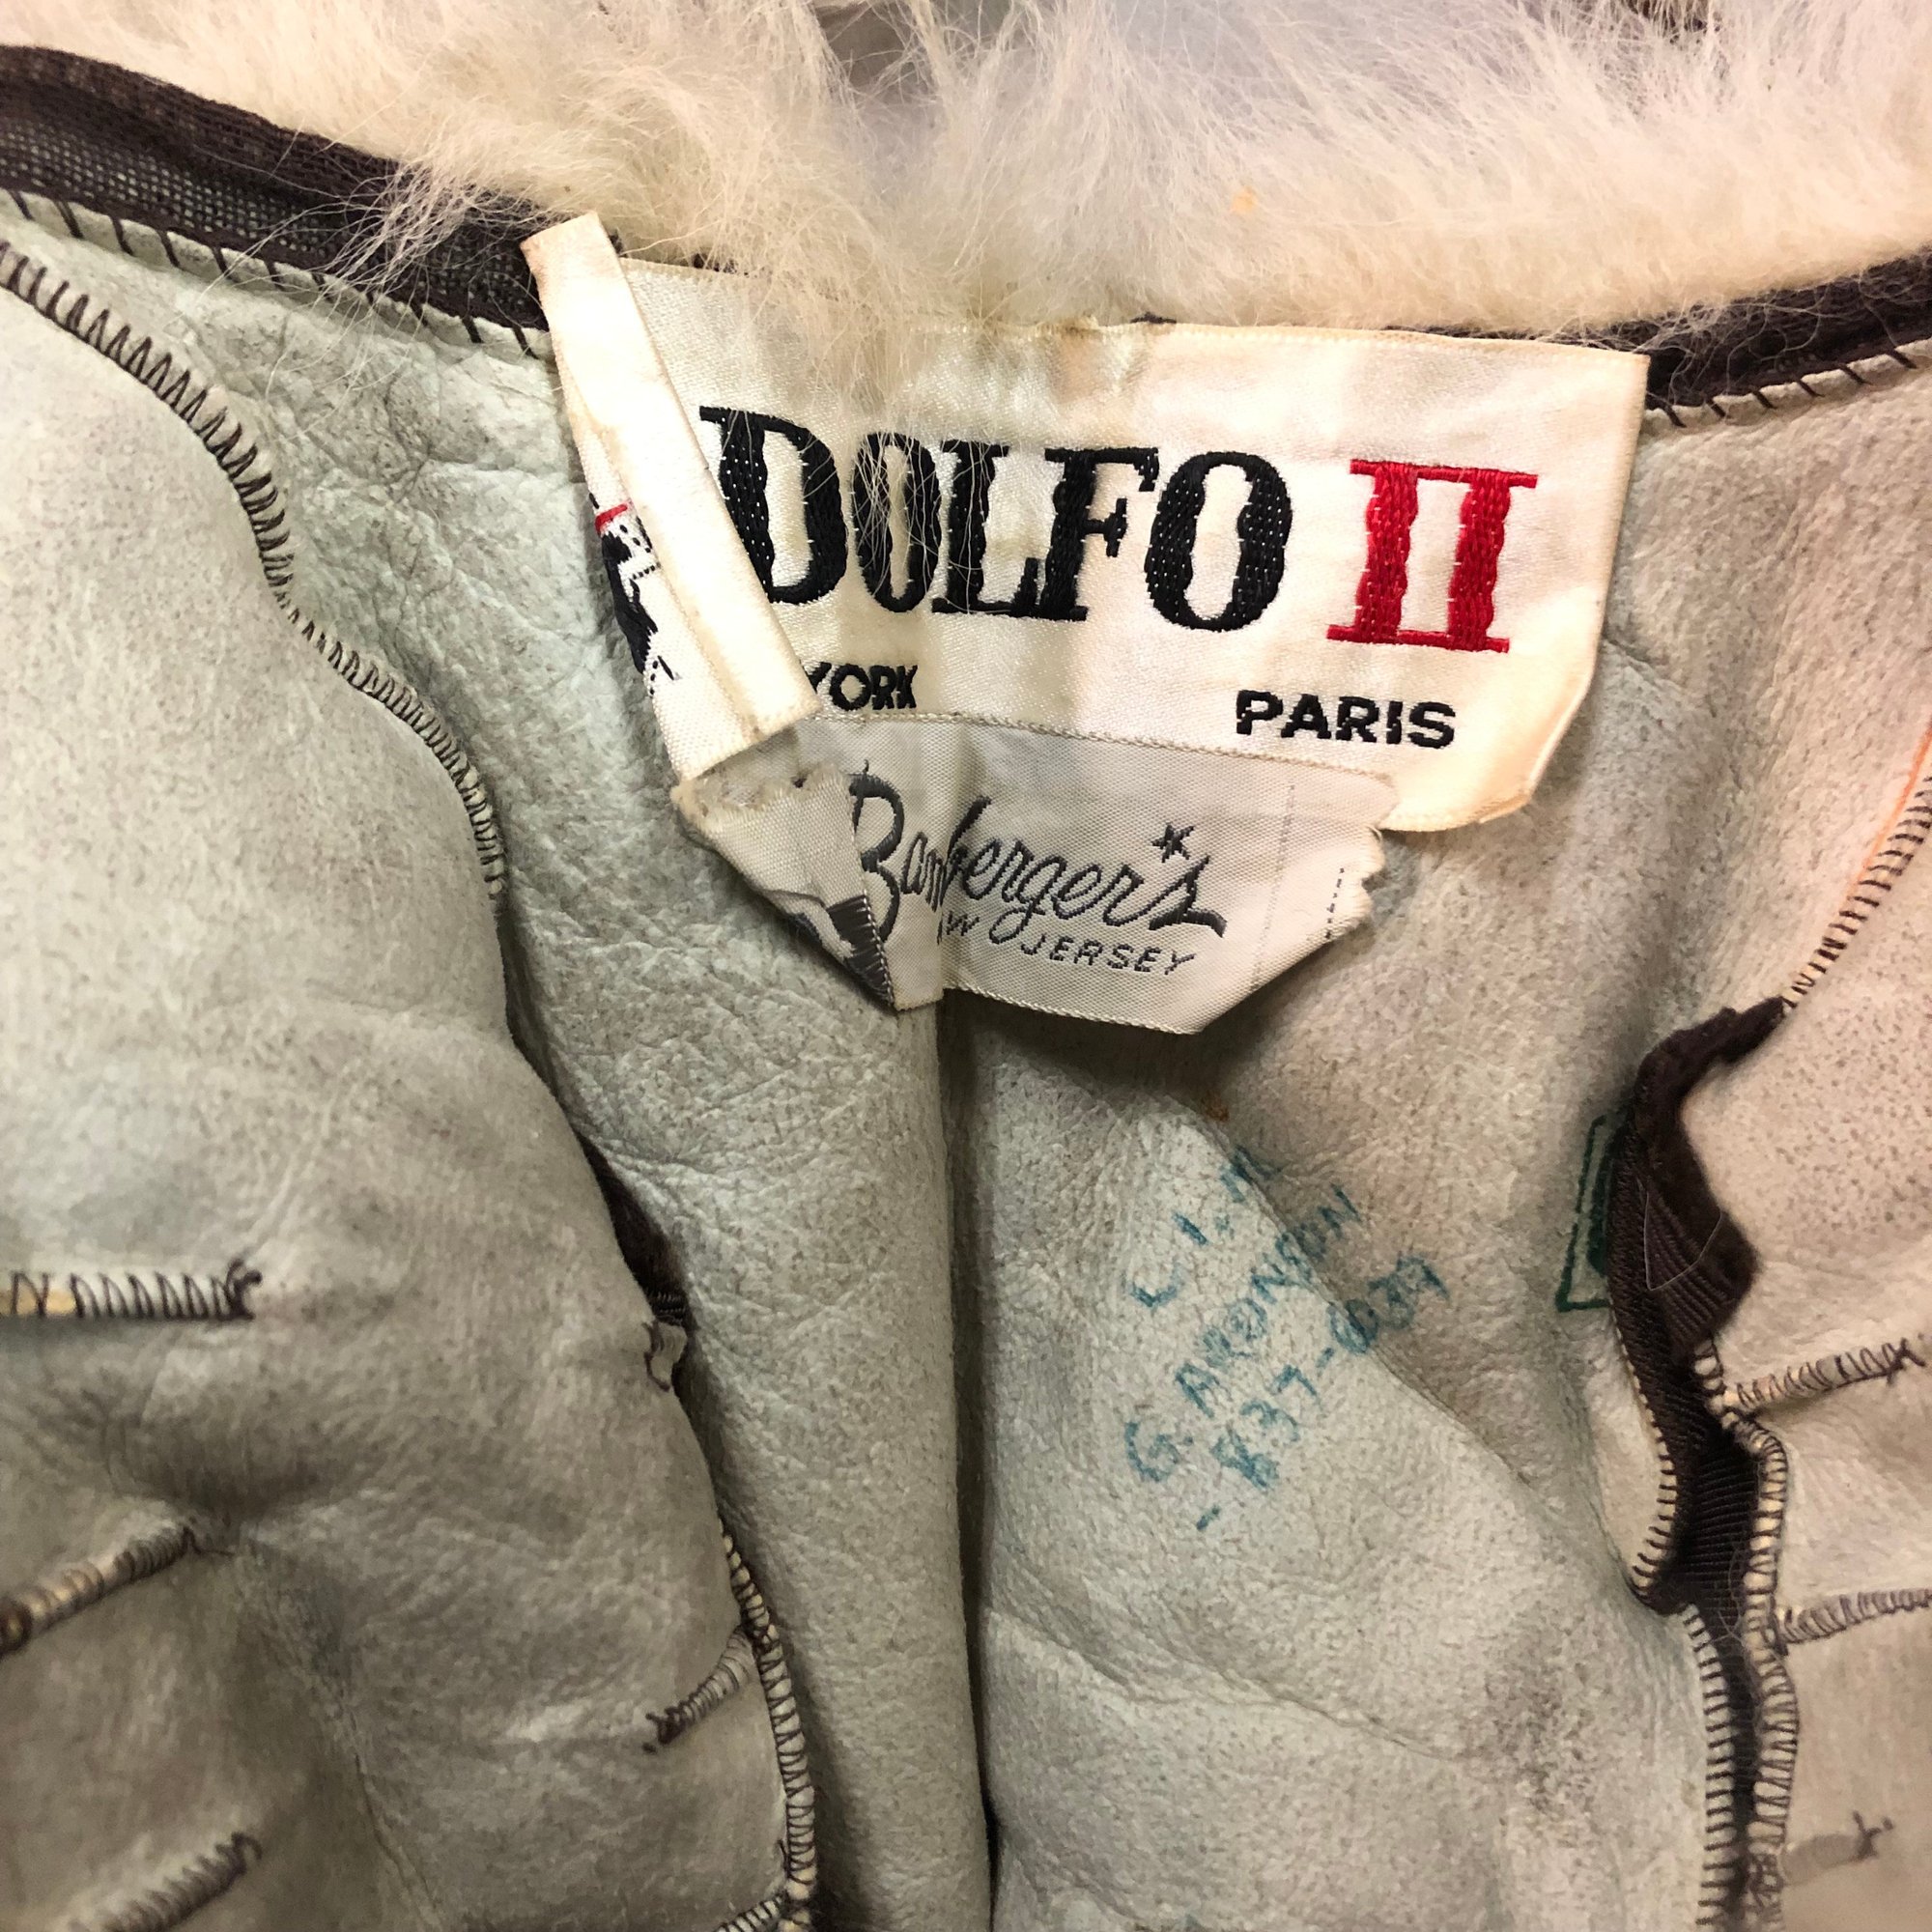 DOLFO II
YORK PARIS
Bamberger's
JERSEY
G. ARONSON